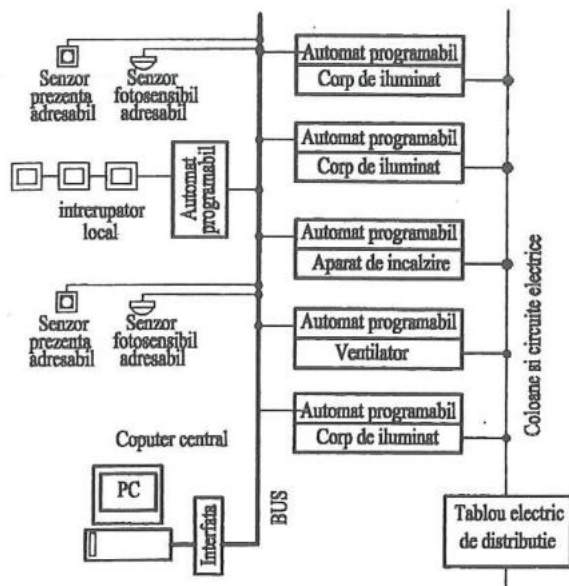 Senzor
prezenta
adresabil
Senzor
fotosensibil
adresabil
Automat programabil
Corp de iluminat
Automat programabil
Corp de iluminat
intrerupator
local
Automat
programabil
Automat programabil
Aparat de incalzire
Senzor
prezenta
adresabil
Senzor
fotosensibil
adresabil
Automat programabil
Ventilator
Automat programabil
Corp de iluminat
Coloane si circuite electrice
Coputer central
PC
Interfata
BUS
Tablou electric
de distributie